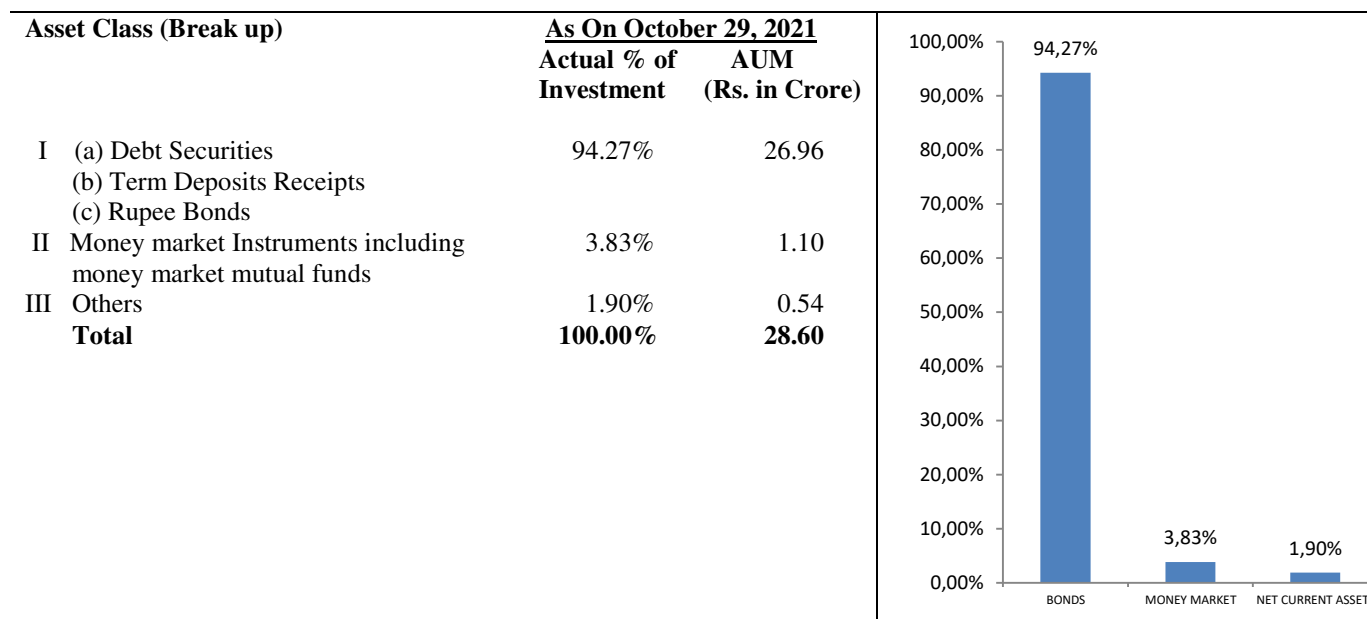 Asset Class (Break up) As On October 29, 2021
Actual % of AUM
Investment (Rs. in Crore)
I (a) Debt Securities 94.27% 26.96
(b) Term Deposits Receipts
(c) Rupee Bonds
II Money market Instruments including 3.83% 1.10
money market mutual funds
III Others 1.90% 0.54
Total 100.00% 28.60
100,00%
90,00%
80,00%
70,00%
60,00%
50,00%
40,00%
30,00%
20,00%
10,00%
0,00%
94,27%
3,83%
1,90%
BONDS MONEY MARKET NET CURRENT ASSET